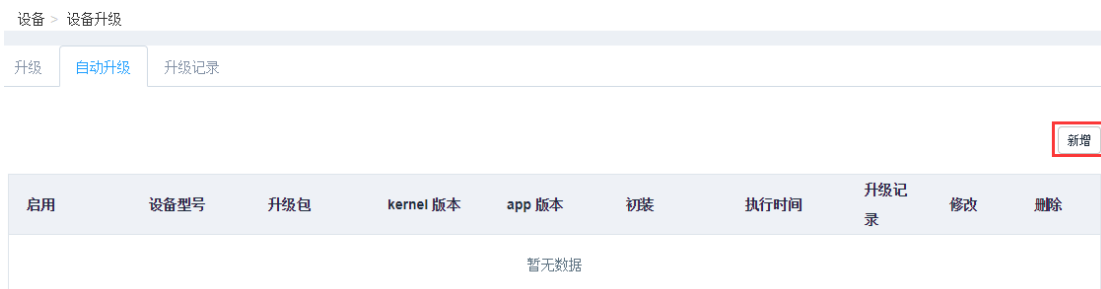 设备 > 设备升级
升级 自动升级 升级记录
新增
启用 设备型号 升级包 kernel 版本 app 版本 初装 执行时间 升级记录 修改 删除
暂无数据